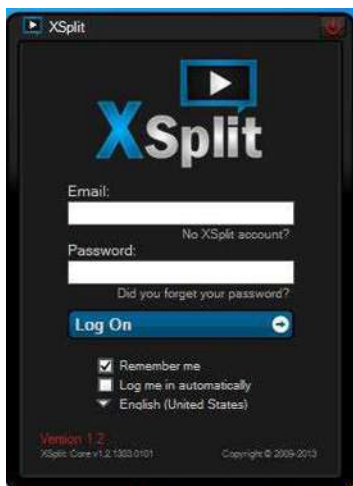 XSplit
XSplit
Email:
No XSplit account?
Password:
Did you forget your password?
Log On
Remember me
Log me in automatically
English (United States)
Version 1.2
XSplit Core v1.2.1303.0101 Copyright © 2009-2013